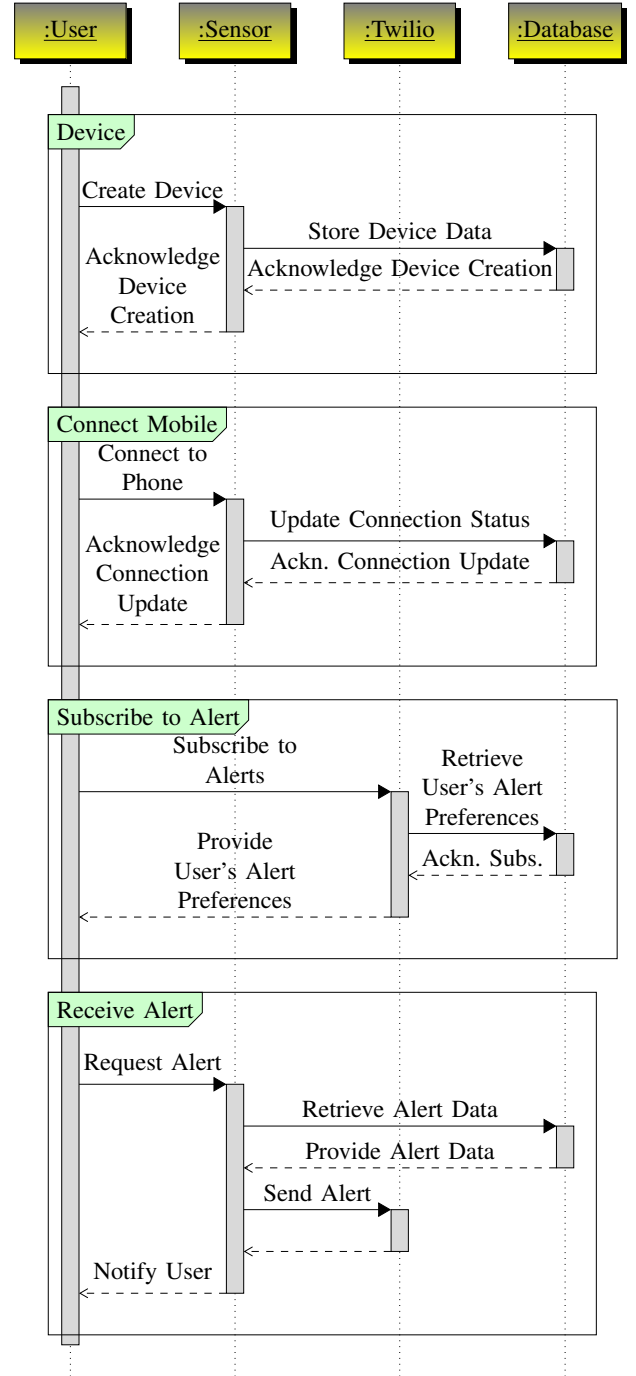 :User :Sensor :Twilio :Database
Device
Create Device
Store Device Data
Acknowledge Device Creation
Acknowledge
Device
Creation
Connect Mobile
Connect to
Phone
Update Connection Status
Ackn. Connection Update
Acknowledge
Connection
Update
Subscribe to Alert
Subscribe to
Alerts
Retrieve
User's Alert
Preferences
Ackn. Subs.
Provide
User's Alert
Preferences
Receive Alert
Request Alert
Retrieve Alert Data
Provide Alert Data
Send Alert
Notify User